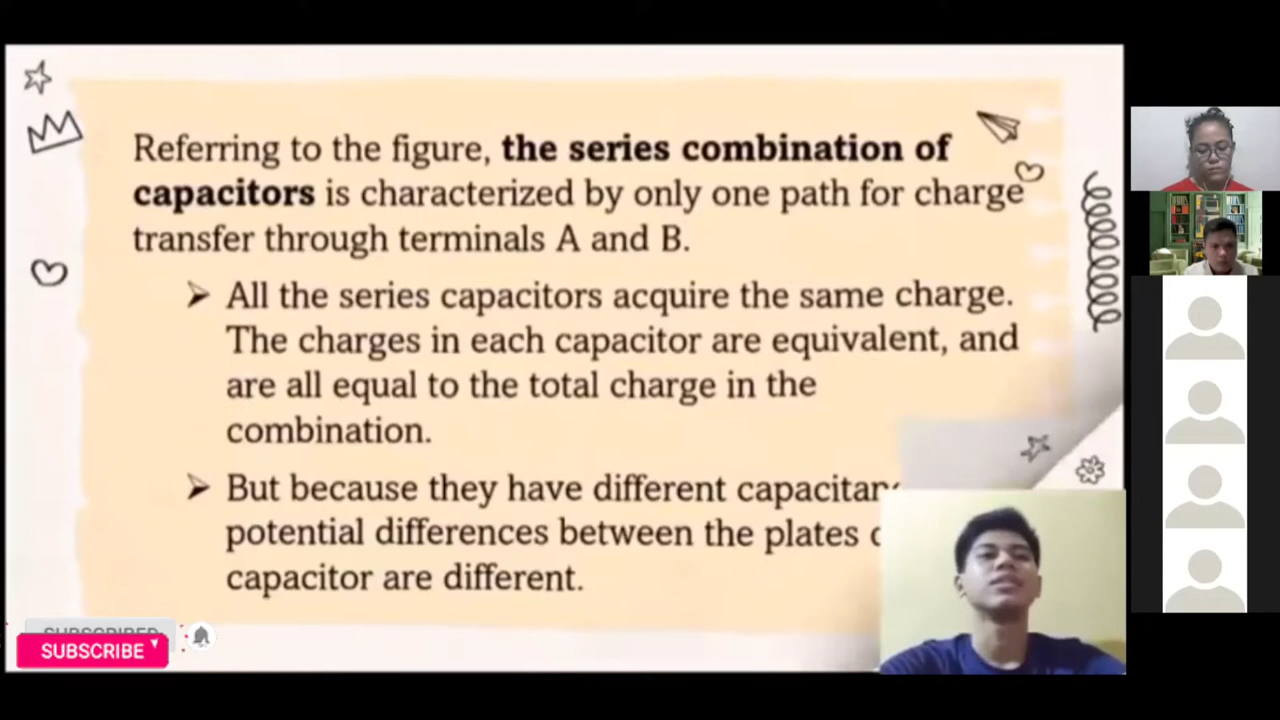 Referring to the figure, the series combination of
capacitors is characterized by only one path for charge
transfer through terminals A and B.
➤ All the series capacitors acquire the same charge.
The charges in each capacitor are equivalent, and
are all equal to the total charge in the
combination.
➤ But because they have different
potential differences between the plates
capacitor are different.
SUBSCRIBED
SUBSCRIBE